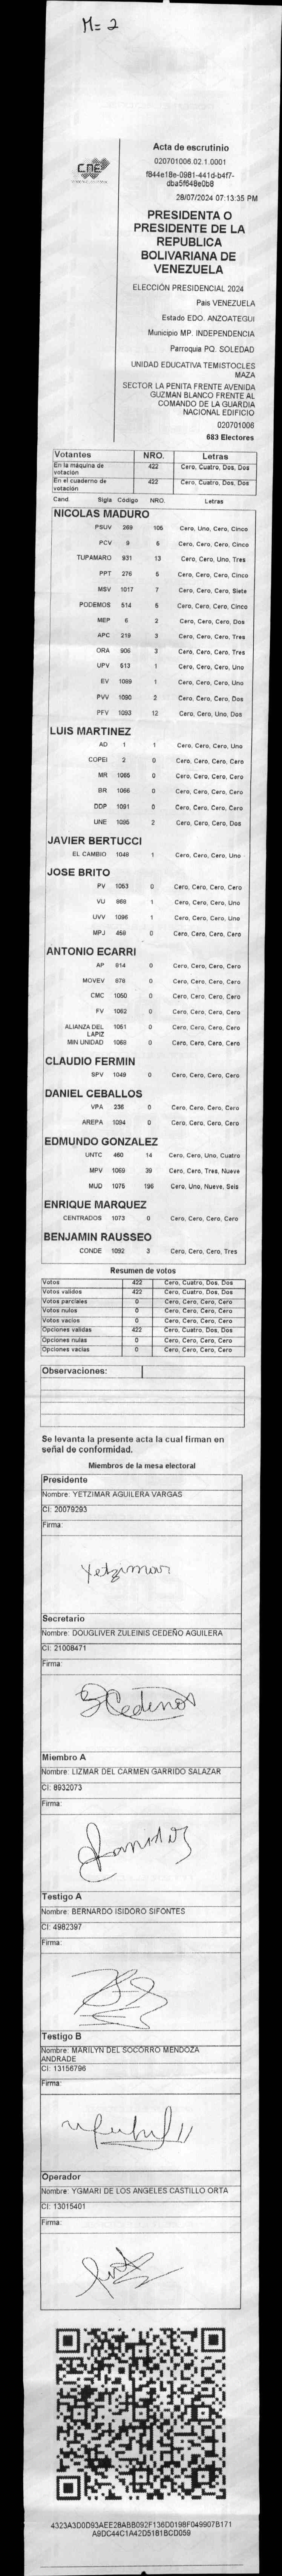 M= 2
CNE
Acta de escrutinio
020701006.02.1.0001
f844e18e-0981-441d-b4f7-
dba5f648e0b8
28/07/2024 07:13:35 PM
PRESIDENTA O
PRESIDENTE DE LA
REPUBLICA
BOLIVARIANA DE
VENEZUELA
ELECCIÓN PRESIDENCIAL 2024
Pais VENEZUELA
Estado EDO. ANZOATEGUI
Municipio MP. INDEPENDENCIA
Parroquia PQ. SOLEDAD
UNIDAD EDUCATIVA TEMISTOCLES
MAZA
SECTOR LA PENITA FRENTE AVENIDA
GUZMAN BLANCO FRENTE AL
COMANDO DE LA GUARDIA
NACIONAL EDIFICIO
020701006
683 Electores
Votantes NRO. Letras
En la máquina de votación 422 Cero, Cuatro, Dos, Dos
En el cuaderno de votación 422 Cero, Cuatro, Dos, Dos
Cand. Sigla Código NRO. Letras
NICOLAS MADURO
PSUV 269 105 Cero, Uno, Cero, Cinco
PCV 9 5 Cero, Cero, Cero, Cinco
TUPAMARO 931 13 Cero, Cero, Uno, Tres
PPT 276 5 Cero, Cero, Cero, Cinco
MSV 1017 7 Cero, Cero, Cero, Siete
PODEMOS 514 5 Cero, Cero, Cero, Cinco
MEP 6 2 Cero, Cero, Cero, Dos
APC 219 3 Cero, Cero, Cero, Tres
ORA 906 3 Cero, Cero, Cero, Tres
UPV 513 1 Cero, Cero, Cero, Uno
EV 1099 1 Cero, Cero, Cero, Uno
PVV 1090 2 Cero, Cero, Cero, Dos
PFV 1093 12 Cero, Cero, Uno, Dos
LUIS MARTINEZ
AD 1 1 Cero, Cero, Cero, Uno
COPEI 2 0 Cero, Cero, Cero, Cero
MR 1065 0 Cero, Cero, Cero, Cero
BR 1066 0 Cero, Cero, Cero, Cero
DDP 1091 0 Cero, Cero, Cero, Cero
UNE 1095 2 Cero, Cero, Cero, Dos
JAVIER BERTUCCI
EL CAMBIO 1048 1 Cero, Cero, Cero, Uno
JOSE BRITO
PV 1053 0 Cero, Cero, Cero, Cero
VU 968 1 Cero, Cero, Cero, Uno
UVV 1096 1 Cero, Cero, Cero, Uno
MPJ 458 0 Cero, Cero, Cero, Cero
ANTONIO ECARRI
AP 914 0 Cero, Cero, Cero, Cero
MOVEV 878 0 Cero, Cero, Cero, Cero
CMC 1050 0 Cero, Cero, Cero, Cero
FV 1062 0 Cero, Cero, Cero, Cero
ALIANZA DEL LAPIZ 1051 0 Cero, Cero, Cero, Cero
MIN UNIDAD 1058 0 Cero, Cero, Cero, Cero
CLAUDIO FERMIN
SPV 1049 0 Cero, Cero, Cero, Cero
DANIEL CEBALLOS
VPA 236 0 Cero, Cero, Cero, Cero
AREPA 1094 0 Cero, Cero, Cero, Cero
EDMUNDO GONZALEZ
UNTC 460 14 Cero, Cero, Uno, Cuatro
MPV 1069 39 Cero, Cero, Tres, Nueve
MUD 1075 196 Cero, Uno, Nueve, Seis
ENRIQUE MARQUEZ
CENTRADOS 1073 0 Cero, Cero, Cero, Cero
BENJAMIN RAUSSEO
CONDE 1092 3 Cero, Cero, Cero, Tres
Resumen de votos
Votos 422 Cero, Cuatro, Dos, Dos
Votos validos 422 Cero, Cuatro, Dos, Dos
Votos parciales 0 Cero, Cero, Cero, Cero
Votos nulos 0 Cero, Cero, Cero, Cero
Votos vacios 0 Cero, Cero, Cero, Cero
Opciones validas 422 Cero, Cuatro, Dos, Dos
Opciones nulas 0 Cero, Cero, Cero, Cero
Opciones vacias 0 Cero, Cero, Cero, Cero
Observaciones:
Se levanta la presente acta la cual firman en
señal de conformidad.
Miembros de la mesa electoral
Presidente
Nombre: YETZIMAR AGUILERA VARGAS
CI: 20079293
Firma:
Yetzimar
Secretario
Nombre: DOUGLIVER ZULEINIS CEDEÑO AGUILERA
CI: 21008471
Firma:
Miembro A
Nombre: LIZMAR DEL CARMEN GARRIDO SALAZAR
CI: 8932073
Firma:
Testigo A
Nombre: BERNARDO ISIDORO SIFONTES
CI: 4982397
Firma:
Testigo B
Nombre: MARILYN DEL SOCORRO MENDOZA
ANDRADE
CI: 13156796
Firma:
Operador
Nombre: YGMARI DE LOS ANGELES CASTILLO ORTA
CI: 13015401
Firma:
4323A3D0D93AEE28ABB092F136D0198F049907B171
A9DC44C1A42D5181BCD059